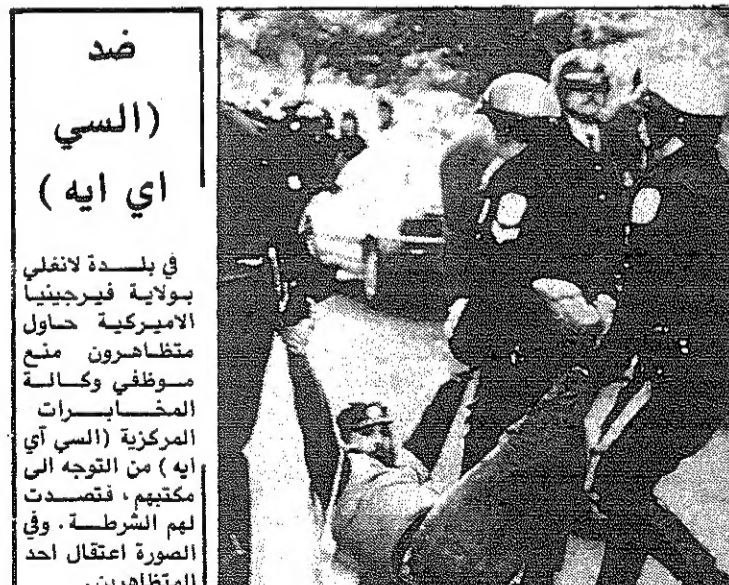 ضد
(السي
اي ايه)
في بلدة لانغلي
بولاية فيرجينيا
الاميركية حاول
متظاهرون منع
موظفي وكالة
المخابرات
المركزية (السي آي
ايه) من التوجه الى
مكتبهم، فتصدت
لهم الشرطة. وفي
الصورة اعتقال احد
المتظاهرين.